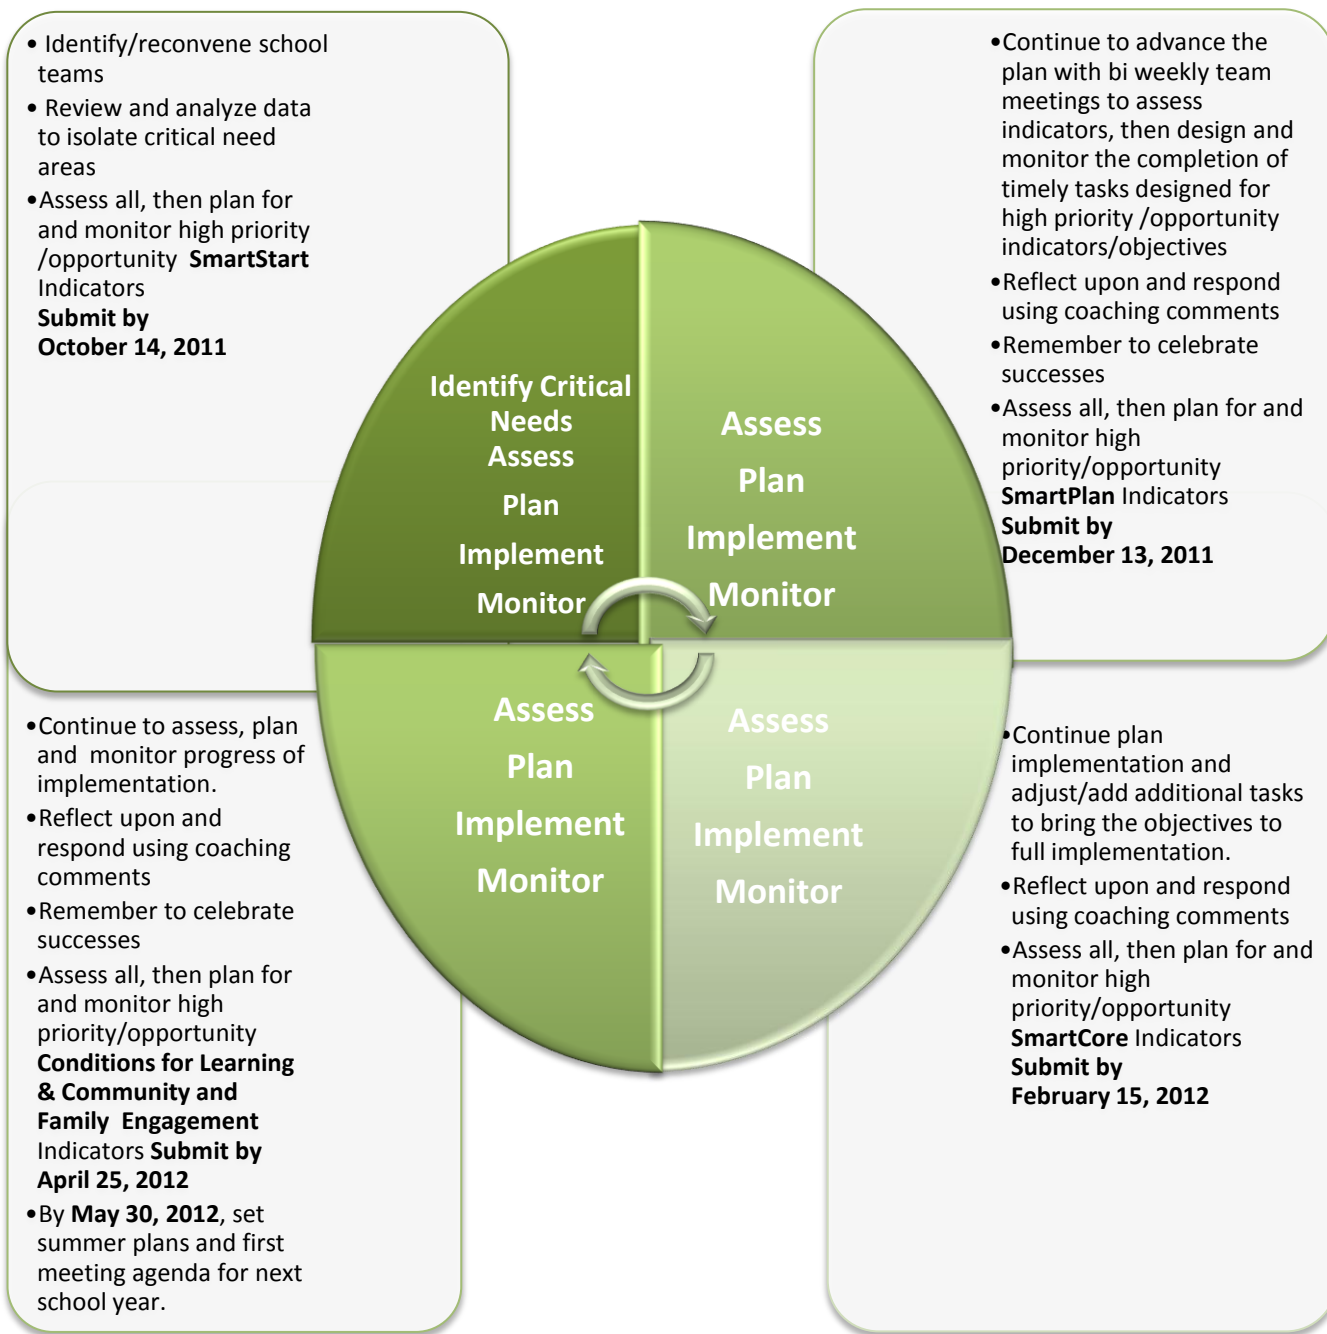 • Identify/reconvene school
teams
• Review and analyze data
to isolate critical need
areas
•Assess all, then plan for
and monitor high priority
/opportunity SmartStart
Indicators
Submit by
October 14, 2011
•Continue to advance the
plan with bi weekly team
meetings to assess
indicators, then design and
monitor the completion of
timely tasks designed for
high priority /opportunity
indicators/objectives
•Reflect upon and respond
using coaching comments
•Remember to celebrate
successes
•Assess all, then plan for and
monitor high
priority/opportunity
SmartPlan Indicators
Submit by
December 13, 2011
Identify Critical
Needs
Assess
Plan
Implement
Monitor
Assess
Plan
Implement
Monitor
Assess
Plan
Implement
Monitor
Assess
Plan
Implement
Monitor
•Continue to assess, plan
and monitor progress of
implementation.
•Reflect upon and
respond using coaching
comments
•Remember to celebrate
successes
•Assess all, then plan for
and monitor high
priority/opportunity
Conditions for Learning
& Community and
Family Engagement
Indicators Submit by
April 25, 2012
•By May 30, 2012, set
summer plans and first
meeting agenda for next
school year.
•Continue plan
implementation and
adjust/add additional tasks
to bring the objectives to
full implementation.
•Reflect upon and respond
using coaching comments
•Assess all, then plan for and
monitor high
priority/opportunity
SmartCore Indicators
Submit by
February 15, 2012